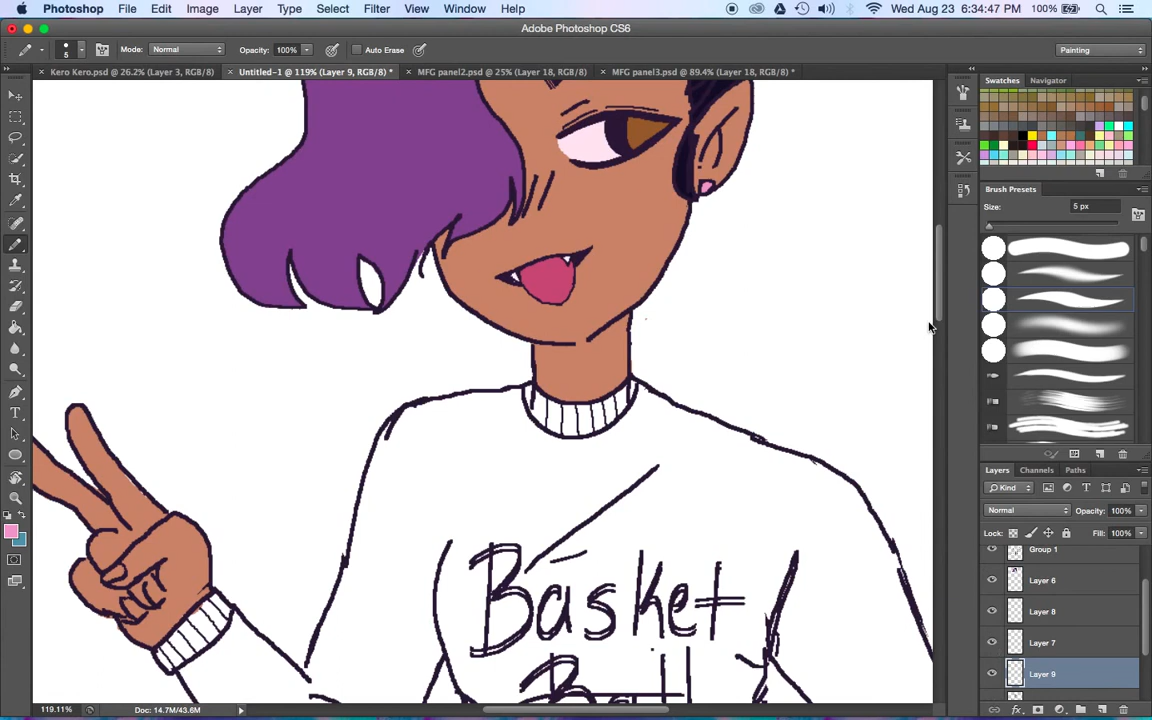 Photoshop File Edit Image Layer Type Select Filter View Window Help Wed Aug 23 6:34:47 100%
Adobe Photoshop CS6
5 Mode: Normal Opacity: 100% Auto Erase Painting
Kero Kero.psd @ 26.2% (Layer 3, RGB/8) Untitled-1 @ 119% (Layer 9, RGB/8) * MFG panel2.psd @ 25% (Layer 18, RGB/8) MFG panel3.psd @ 89.4% (Layer 18, RGB/8) *
Swatches Navigator
Brush Presets
Size: 5 px
Layers Channels Paths
Kind
Normal Opacity: 100%
Lock: Fill: 100%
Group 1
Layer 6
Layer 8
Layer 7
Layer 9
Basket
Ball
119.11% Doc: 14.7M/43.6M